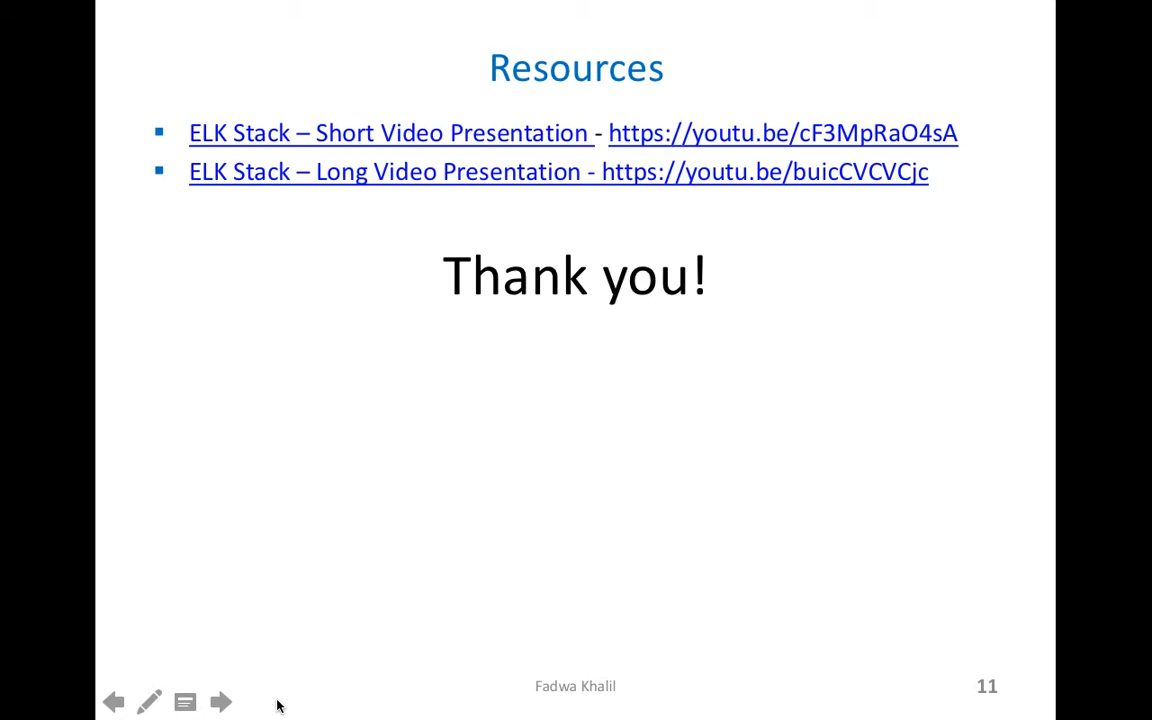 Resources
▪ ELK Stack – Short Video Presentation - https://youtu.be/cF3MpRaO4sA
▪ ELK Stack – Long Video Presentation - https://youtu.be/buicCVCVCjc
Thank you!
Fadwa Khalil
11